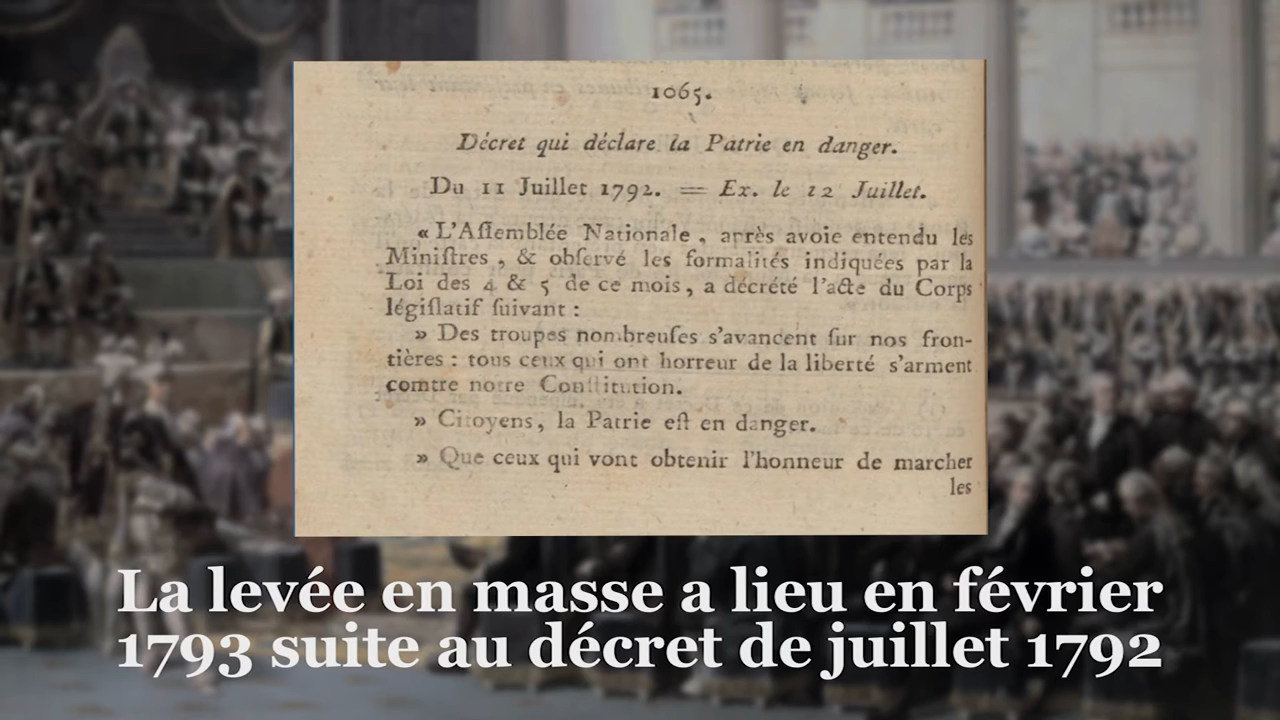 1065.
Décret qui déclare la Patrie en danger.
Du 11 Juillet 1792. = Ex. le 12 Juillet.
« L'Aſſemblée Nationale, après avoie entendu les
Miniſtres, & obſervé les formalités indiquées par la
Loi des 4 & 5 de ce mois, a décrété l'acte du Corps
légiſlatif ſuivant :
» Des troupes nombreuſes s'avancent ſur nos fron-
tières : tous ceux qui ont horreur de la liberté s'arment
comtre notre Conſtitution.
» Citoyens, la Patrie eſt en danger.
» Que ceux qui vont obtenir l'honneur de marcher
les
La levée en masse a lieu en février
1793 suite au décret de juillet 1792